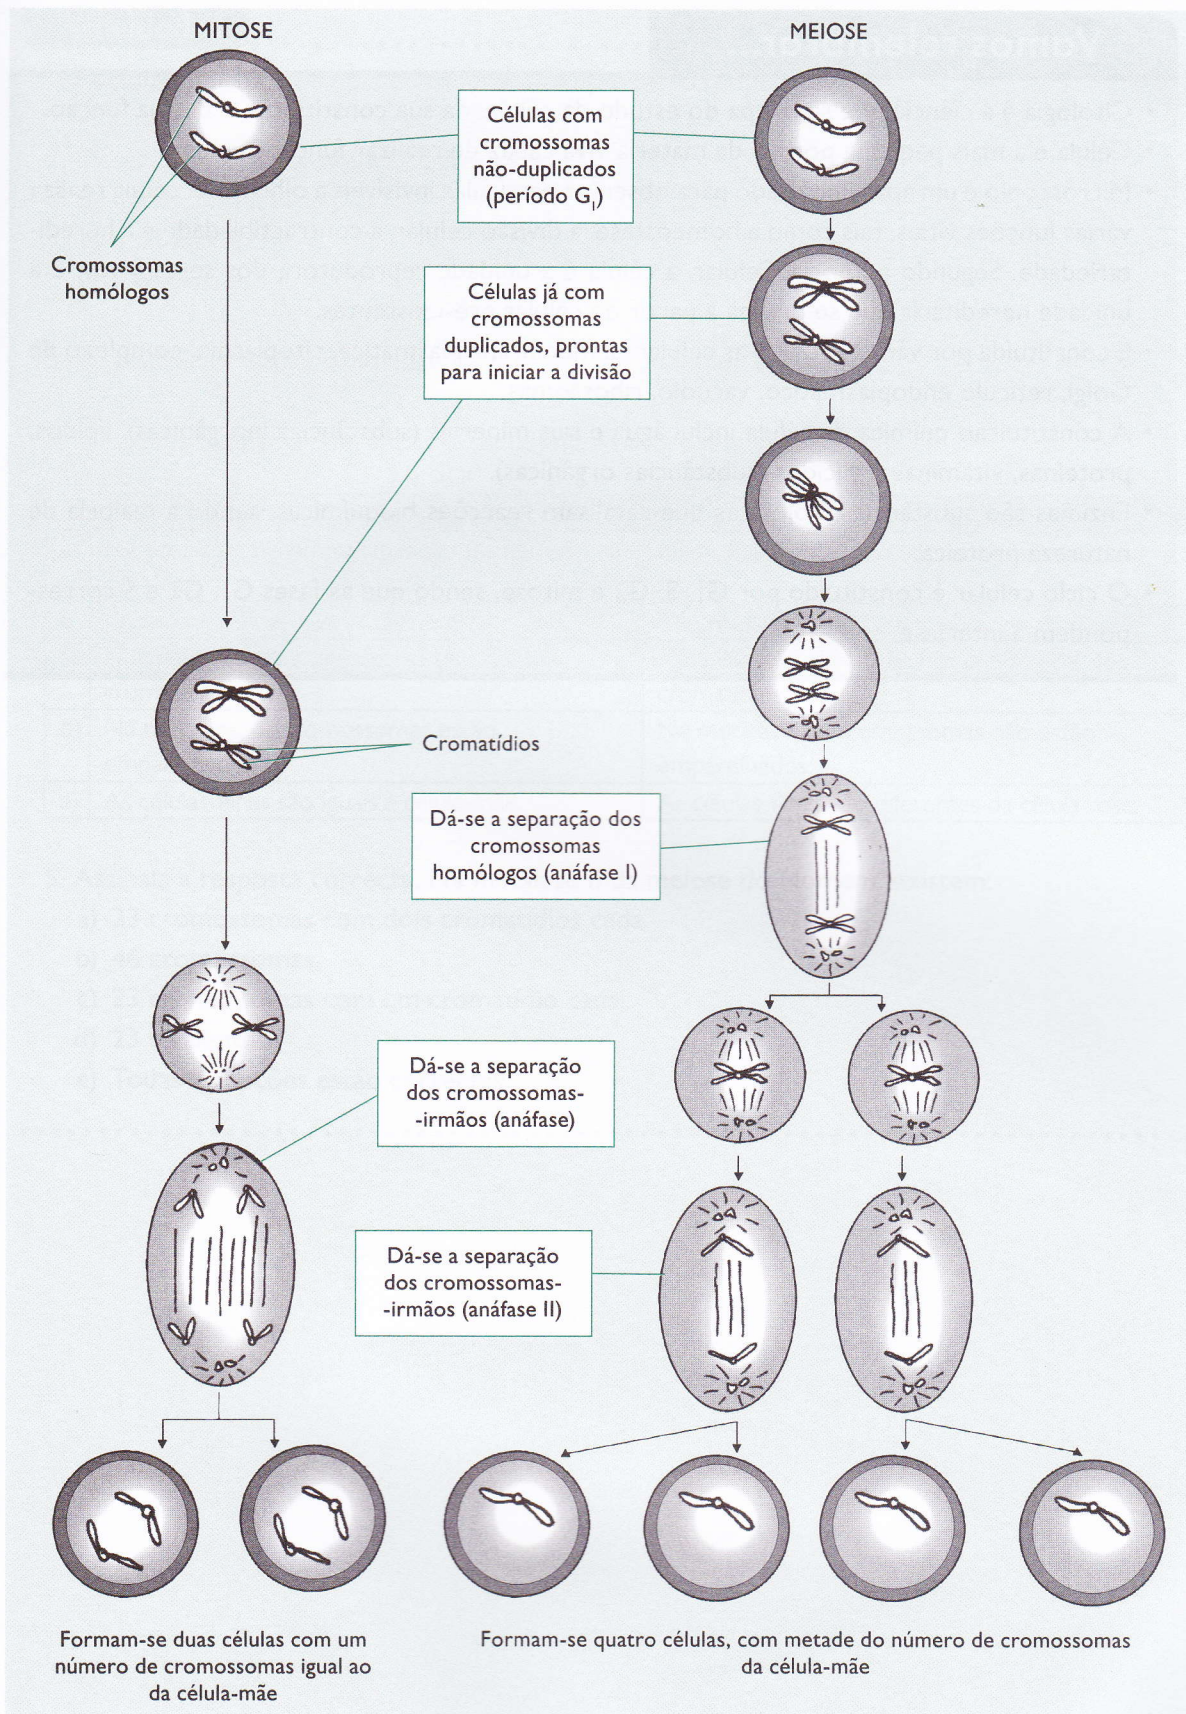 MITOSE
MEIOSE
Células com
cromossomas
não-duplicados
(período G₁)
Cromossomas
homólogos
Células já com
cromossomas
duplicados, prontas
para iniciar a divisão
Cromatídios
Dá-se a separação dos
cromossomas
homólogos (anáfase I)
Dá-se a separação
dos cromossomas-
-irmãos (anáfase)
Dá-se a separação
dos cromossomas-
-irmãos (anáfase II)
Formam-se duas células com um
número de cromossomas igual ao
da célula-mãe
Formam-se quatro células, com metade do número de cromossomas
da célula-mãe